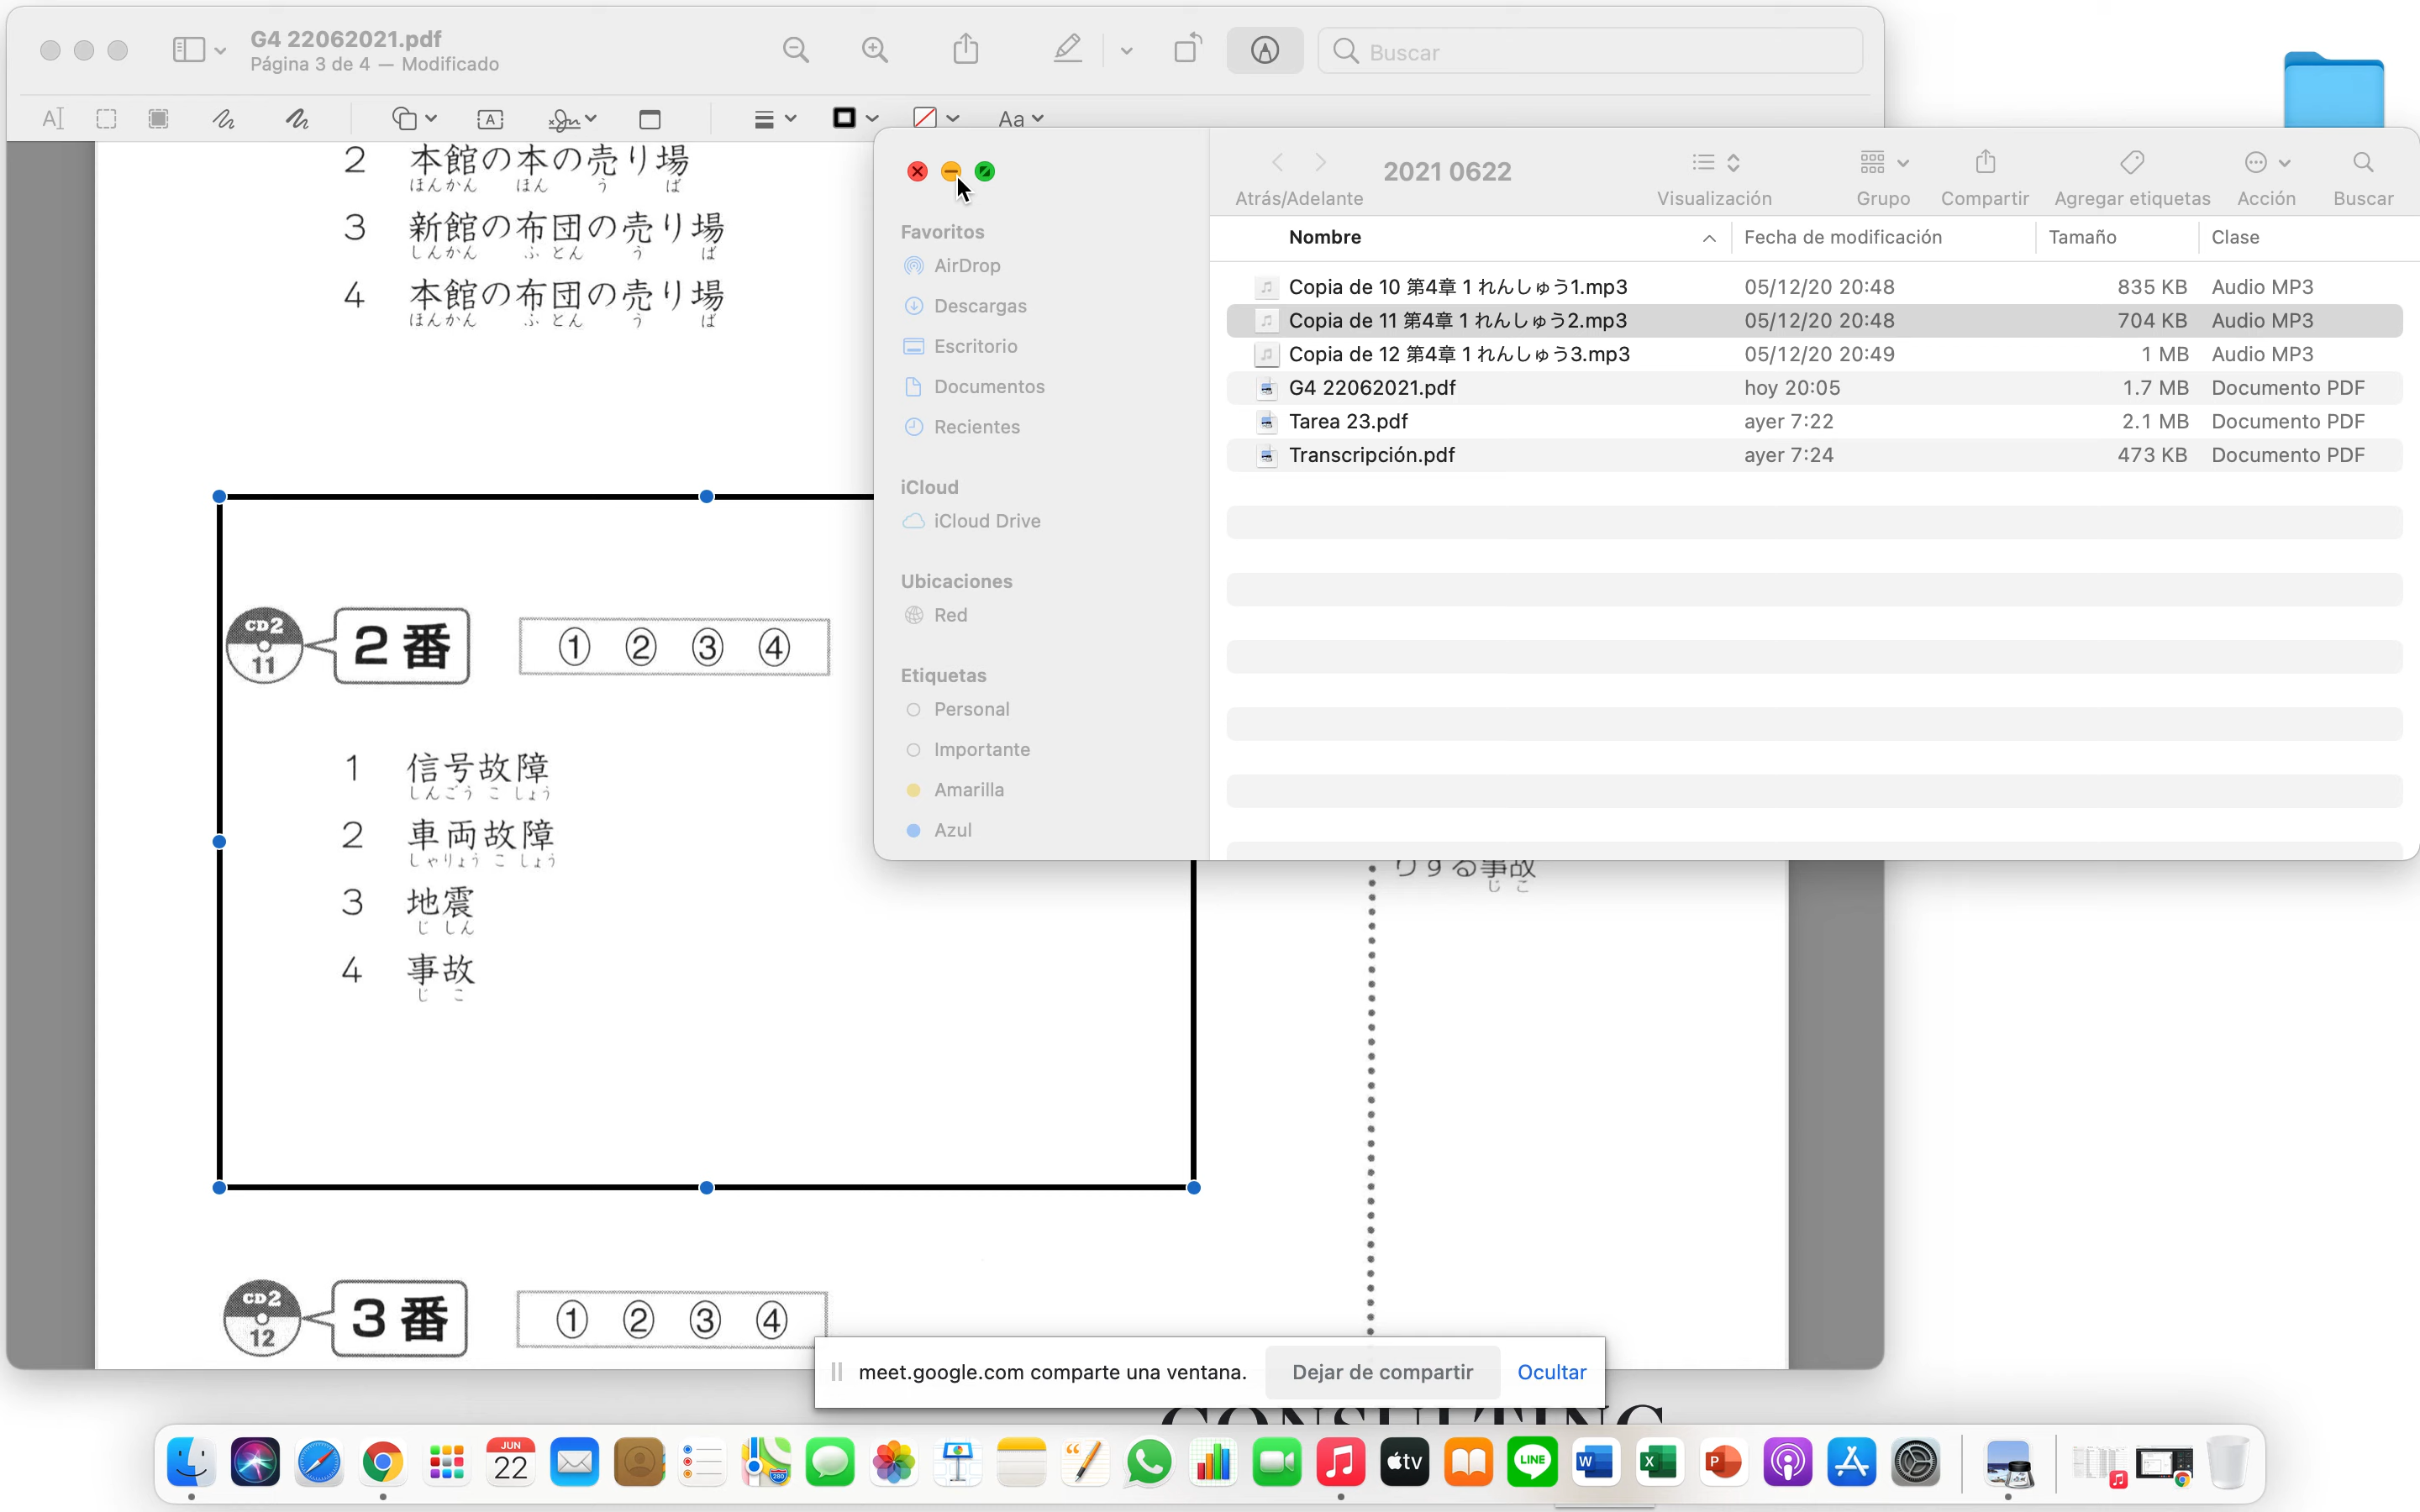 G4 22062021.pdf
Página 3 de 4 — Modificado
Buscar
Aa
2 本館の本の売り場
ほんかん ほん う ば
3 新館の布団の売り場
しんかん ふ とん う ば
4 本館の布団の売り場
ほんかん ふ とん う ば
CD2
11
2番
① ② ③ ④
1 信号故障
しんごう こ しょう
2 車両故障
しゃりょう こ しょう
3 地震
じ しん
4 事故
じ こ
りする事故
じ こ
CD2
12
3番
① ② ③ ④
2021 0622
Atrás/Adelante
Visualización
Grupo
Compartir
Agregar etiquetas
Acción
Buscar
Favoritos
AirDrop
Descargas
Escritorio
Documentos
Recientes
iCloud
iCloud Drive
Ubicaciones
Red
Etiquetas
Personal
Importante
Amarilla
Azul
Nombre Fecha de modificación Tamaño Clase
Copia de 10 第4章 1 れんしゅう1.mp3 05/12/20 20:48 835 KB Audio MP3
Copia de 11 第4章 1 れんしゅう2.mp3 05/12/20 20:48 704 KB Audio MP3
Copia de 12 第4章 1 れんしゅう3.mp3 05/12/20 20:49 1 MB Audio MP3
G4 22062021.pdf hoy 20:05 1.7 MB Documento PDF
Tarea 23.pdf ayer 7:22 2.1 MB Documento PDF
Transcripción.pdf ayer 7:24 473 KB Documento PDF
meet.google.com comparte una ventana. Dejar de compartir Ocultar
CONSULTING
JUN
22
280
tv
LINE
W
X
P